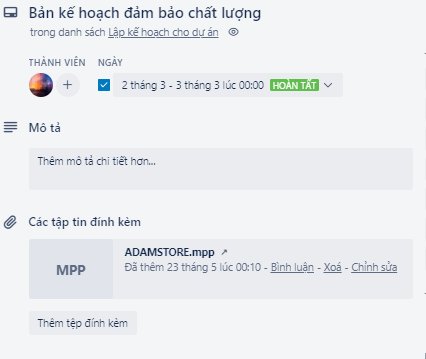 Bản kế hoạch đảm bảo chất lượng
trong danh sách Lập kế hoạch cho dự án
THÀNH VIÊN NGÀY
2 tháng 3 - 3 tháng 3 lúc 00:00 HOÀN TẤT
Mô tả
Thêm mô tả chi tiết hơn...
Các tập tin đính kèm
MPP
ADAMSTORE.mpp ↗
Đã thêm 23 tháng 5 lúc 00:10 - Bình luận - Xoá - Chỉnh sửa
Thêm tệp đính kèm